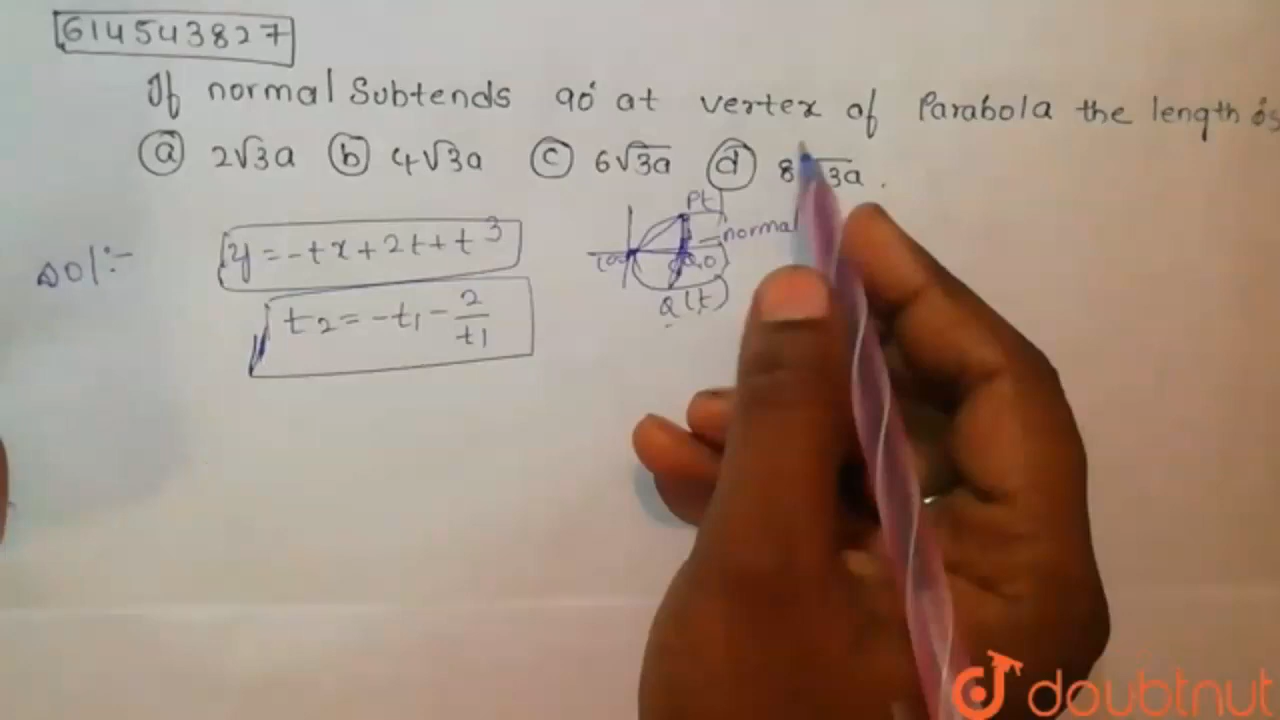 614543827
If normal Subtends 90° at vertex of Parabola the length is
(a) 2√3a (b) 4√3a (c) 6√3a (d) 8√3a .
Sol:-
y = -tx + 2t + t³
P(t)
normal
t₂ = -t₁ - 2/t₁
Q(t)
doubtnut